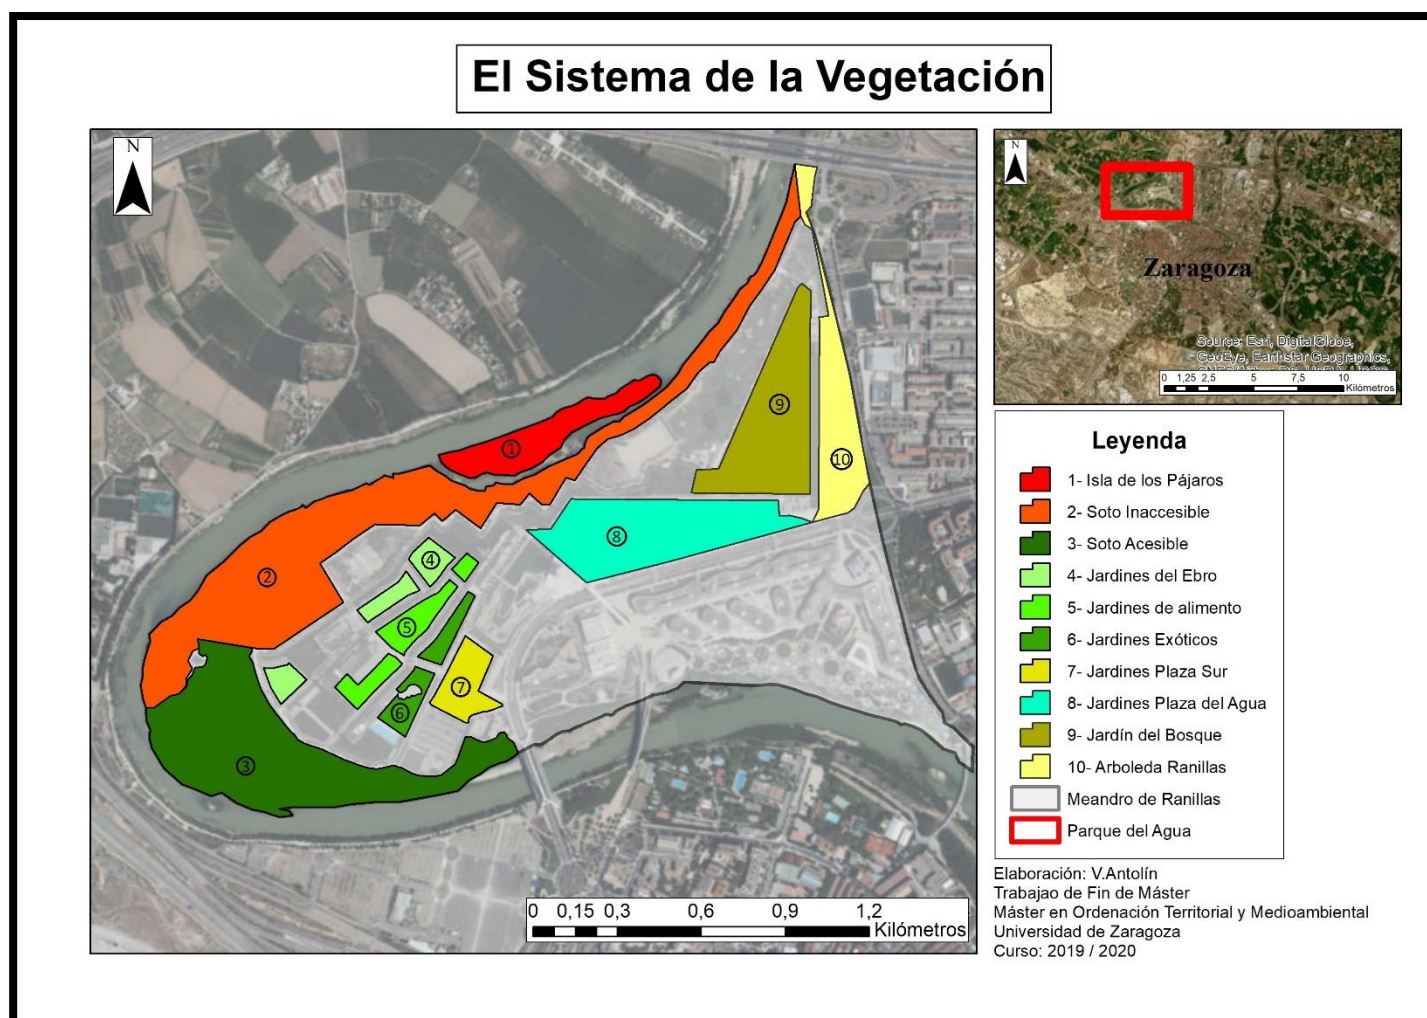 El Sistema de la Vegetación
N
1
2
3
4
5
6
7
8
9
10
0 0,15 0,3 0,6 0,9 1,2
Kilómetros
N
Zaragoza
Source: Esri, DigitalGlobe,
GeoEye, Earthstar Geographics,
0 1,25 2,5 5 7,5 10
Kilómetros
Leyenda
1- Isla de los Pájaros
2- Soto Inaccesible
3- Soto Acesible
4- Jardines del Ebro
5- Jardines de alimento
6- Jardines Exóticos
7- Jardines Plaza Sur
8- Jardines Plaza del Agua
9- Jardín del Bosque
10- Arboleda Ranillas
Meandro de Ranillas
Parque del Agua
Elaboración: V.Antolín
Trabajao de Fin de Máster
Máster en Ordenación Territorial y Medioambiental
Universidad de Zaragoza
Curso: 2019 / 2020